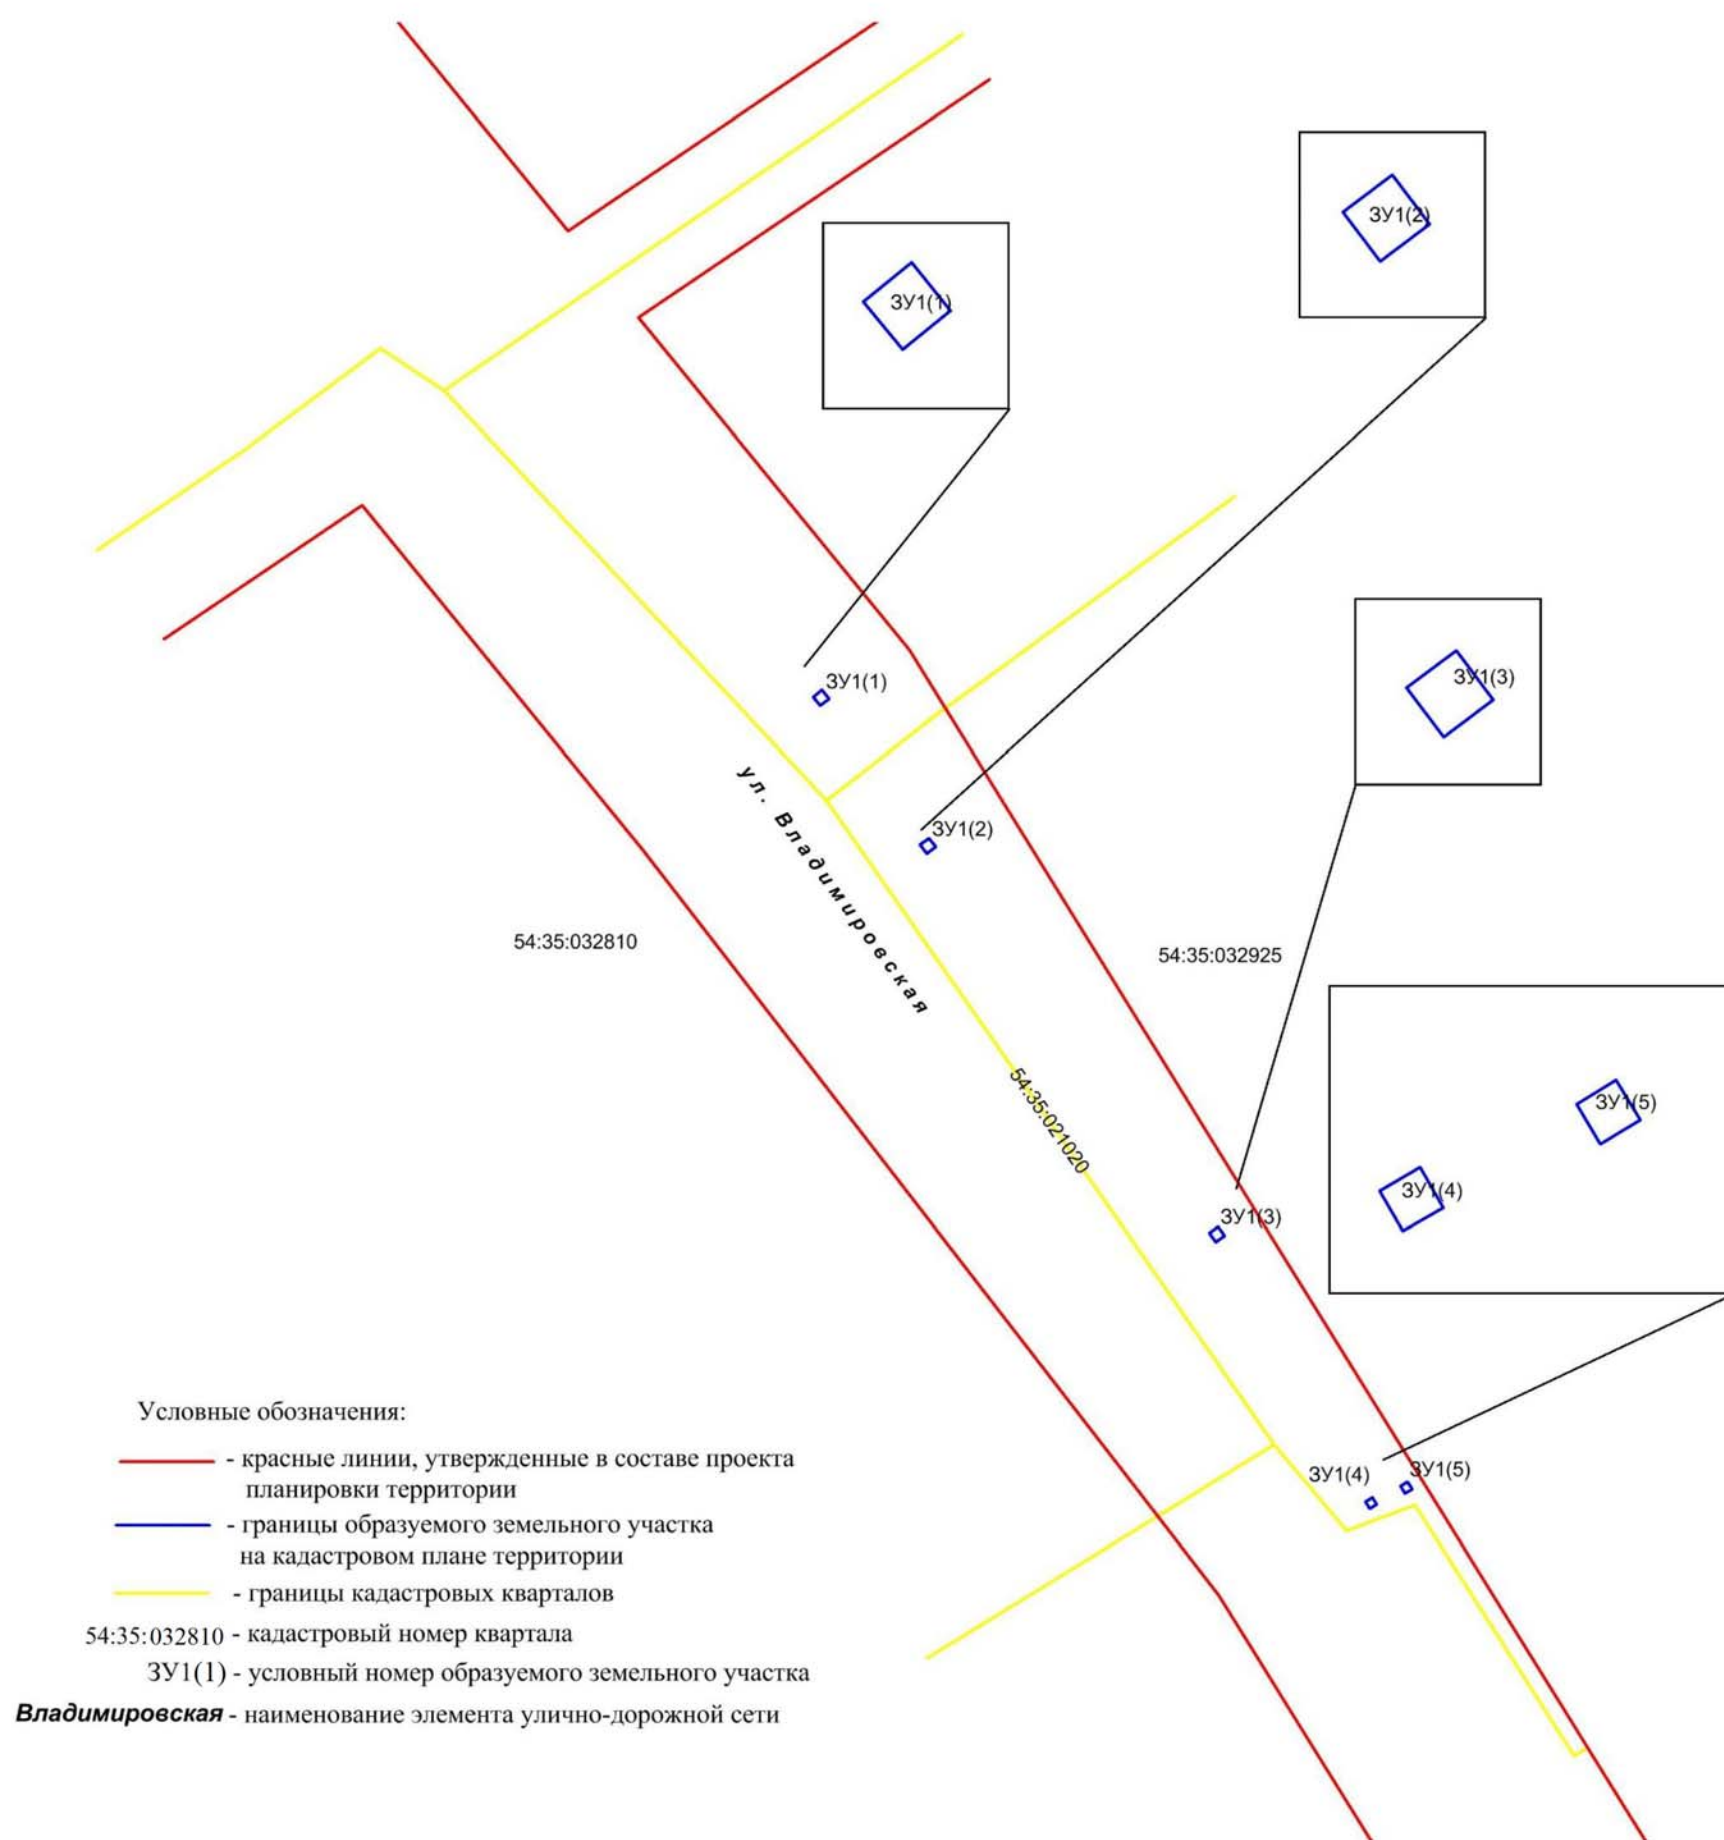 ЗУ1(2)
ЗУ1(1)
ЗУ1(3)
ЗУ1(1)
ул. Владимировская
ЗУ1(2)
54:35:032810
54:35:032925
54:35:021020
ЗУ1(5)
ЗУ1(4)
ЗУ1(3)
ЗУ1(4)
ЗУ1(5)
Условные обозначения:
- красные линии, утвержденные в составе проекта
планировки территории
- границы образуемого земельного участка
на кадастровом плане территории
- границы кадастровых кварталов
54:35:032810 - кадастровый номер квартала
ЗУ1(1) - условный номер образуемого земельного участка
Владимировская - наименование элемента улично-дорожной сети